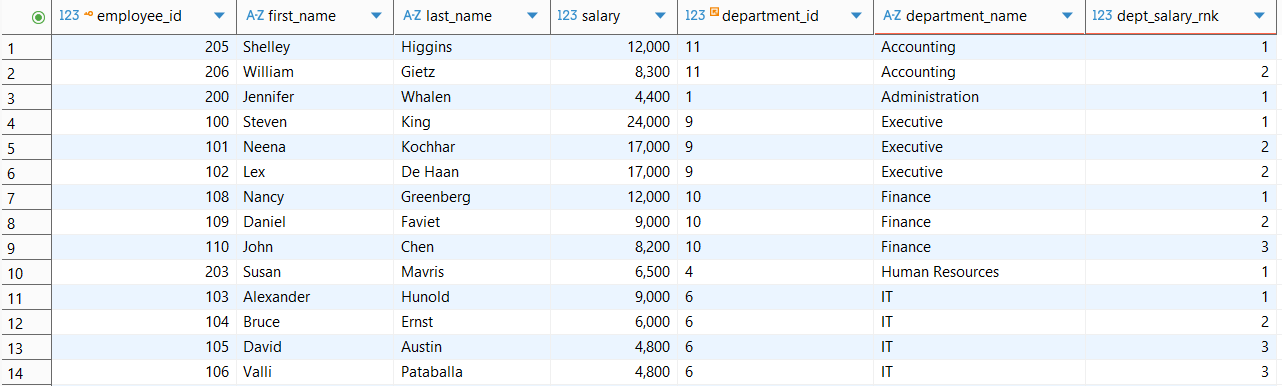 123 employee_id A-Z first_name A-Z last_name 123 salary 123 department_id A-Z department_name 123 dept_salary_rnk
1 205 Shelley Higgins 12,000 11 Accounting 1
2 206 William Gietz 8,300 11 Accounting 2
3 200 Jennifer Whalen 4,400 1 Administration 1
4 100 Steven King 24,000 9 Executive 1
5 101 Neena Kochhar 17,000 9 Executive 2
6 102 Lex De Haan 17,000 9 Executive 2
7 108 Nancy Greenberg 12,000 10 Finance 1
8 109 Daniel Faviet 9,000 10 Finance 2
9 110 John Chen 8,200 10 Finance 3
10 203 Susan Mavris 6,500 4 Human Resources 1
11 103 Alexander Hunold 9,000 6 IT 1
12 104 Bruce Ernst 6,000 6 IT 2
13 105 David Austin 4,800 6 IT 3
14 106 Valli Pataballa 4,800 6 IT 3